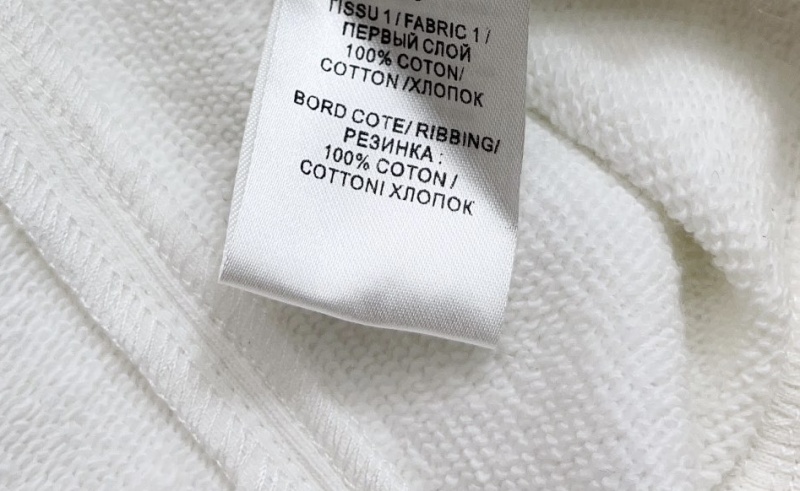 TISSU 1 / FABRIC 1 /
ПЕРВЫЙ СЛОЙ
100% COTON/
COTTON /ХЛОПОК
BORD COTE/ RIBBING/
РЕЗИНКА :
100% COTON /
COTTONI ХЛОПОК